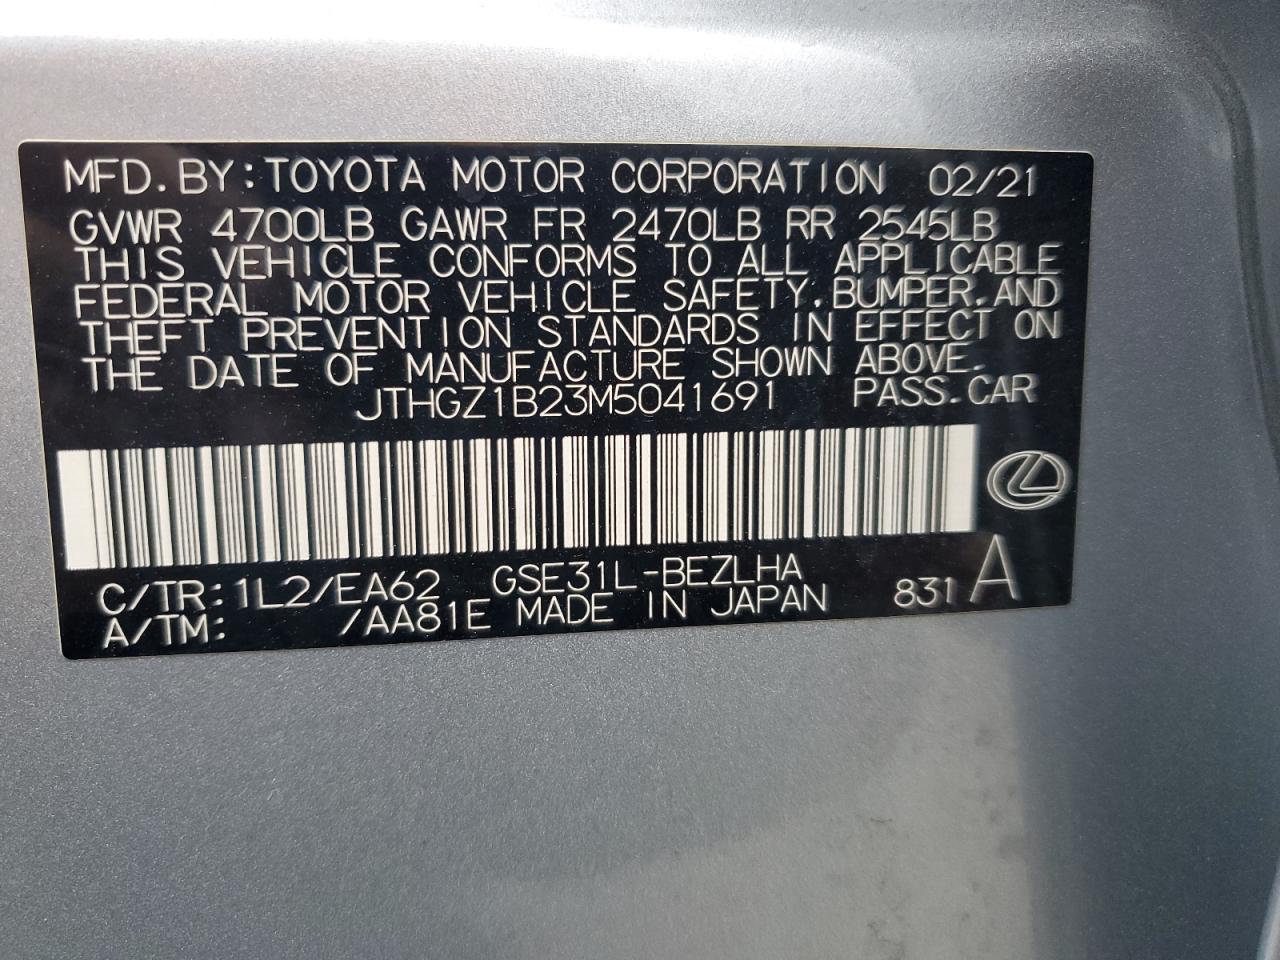 MFD. BY: TOYOTA MOTOR CORPORATION 02/21
GVWR 4700LB GAWR FR 2470LB RR 2545LB
THIS VEHICLE CONFORMS TO ALL APPLICABLE
FEDERAL MOTOR VEHICLE SAFETY, BUMPER, AND
THEFT PREVENTION STANDARDS IN EFFECT ON
THE DATE OF MANUFACTURE SHOWN ABOVE.
JTHGZ1B23M5041691 PASS. CAR
C/TR: 1L2/EA62 GSE31L-BEZLHA
A/TM: /AA81E MADE IN JAPAN 831 A